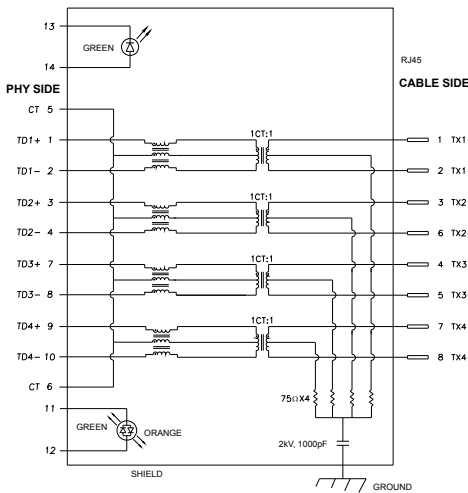 13
GREEN
14
RJ45
PHY SIDE
CABLE SIDE
CT 5
1CT:1
TD1+ 1
1 TX1
TD1- 2
2 TX1
1CT:1
TD2+ 3
3 TX2
TD2- 4
6 TX2
1CT:1
TD3+ 7
4 TX3
TD3- 8
5 TX3
1CT:1
TD4+ 9
7 TX4
TD4- 10
8 TX4
CT 6
75ΩX4
11
GREEN
ORANGE
2kV, 1000pF
12
SHIELD
GROUND